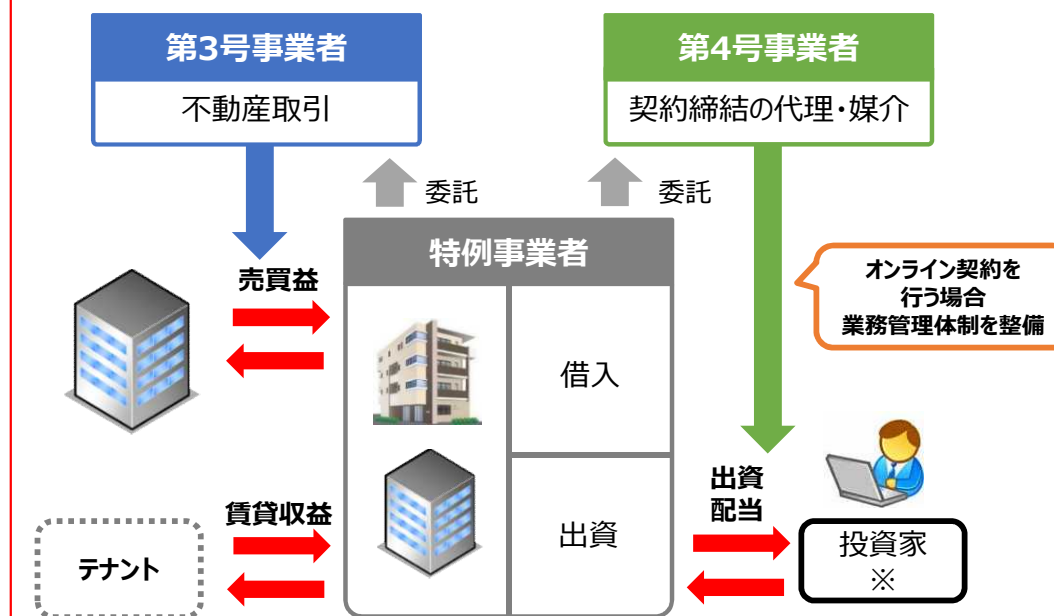 第3号事業者
不動産取引
第4号事業者
契約締結の代理・媒介
委託
委託
特例事業者
売買益
オンライン契約を
行う場合
業務管理体制を整備
借入
出資
配当
賃貸収益
出資
テナント
投資家
※